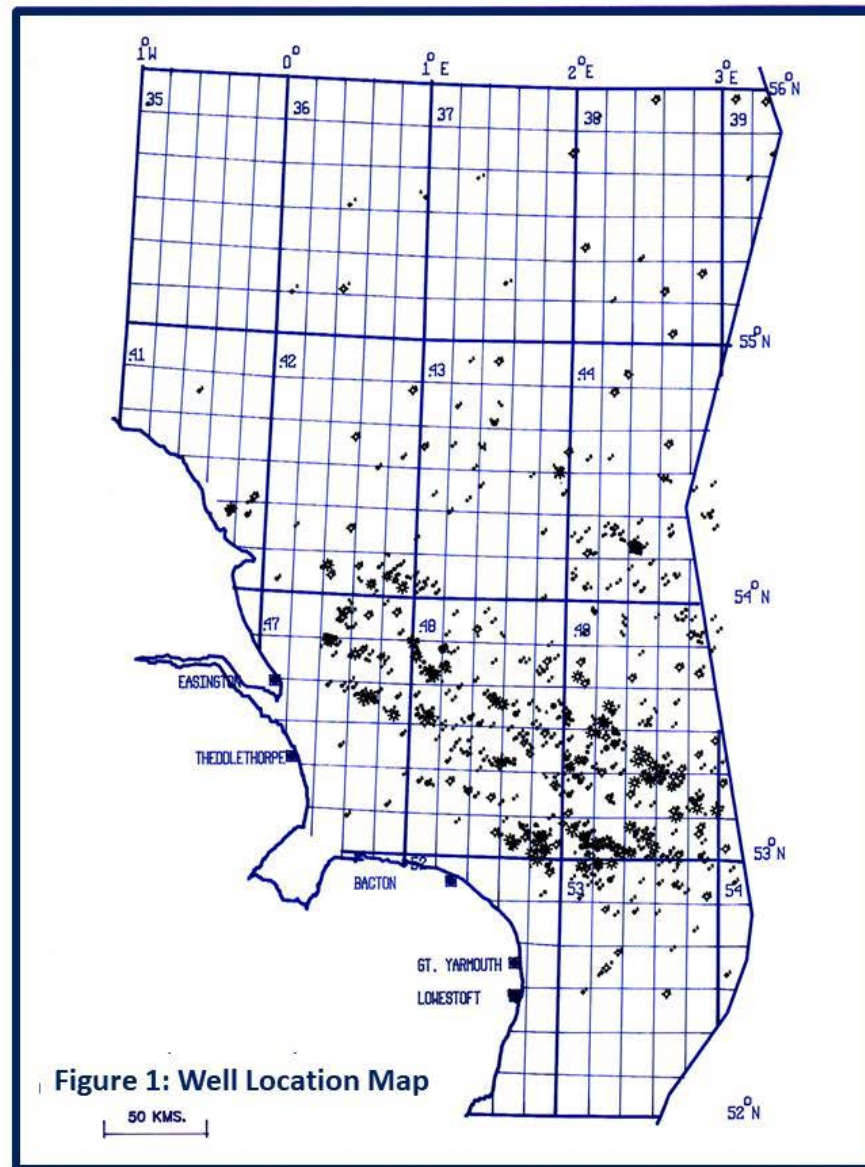 1°W
0°
1°E
2°E
3°E
56°N
35
36
37
38
39
55°N
41
42
43
44
54°N
47
48
49
EASINGTON
THEDDLETHORPE
53°N
52
53
54
BACTON
GT. YARMOUTH
LOWESTOFT
Figure 1: Well Location Map
50 KMS.
52°N